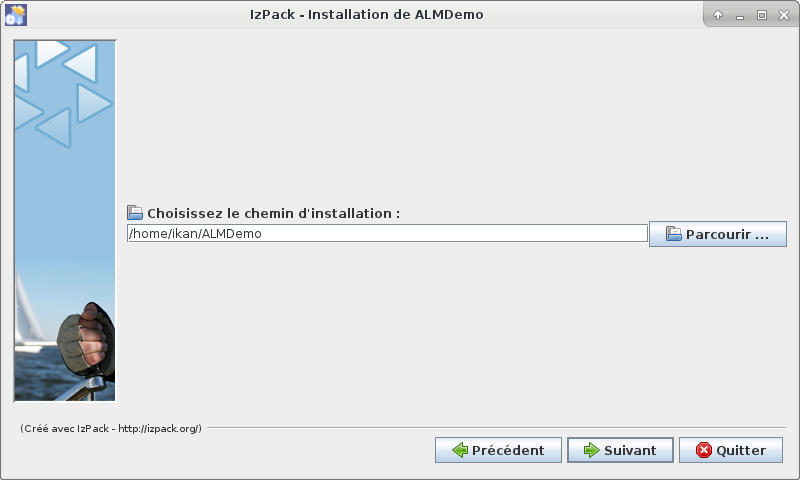 IzPack - Installation de ALMDemo
Choisissez le chemin d'installation :
/home/ikan/ALMDemo
Parcourir ...
(Créé avec IzPack - http://izpack.org/)
Précédent
Suivant
Quitter